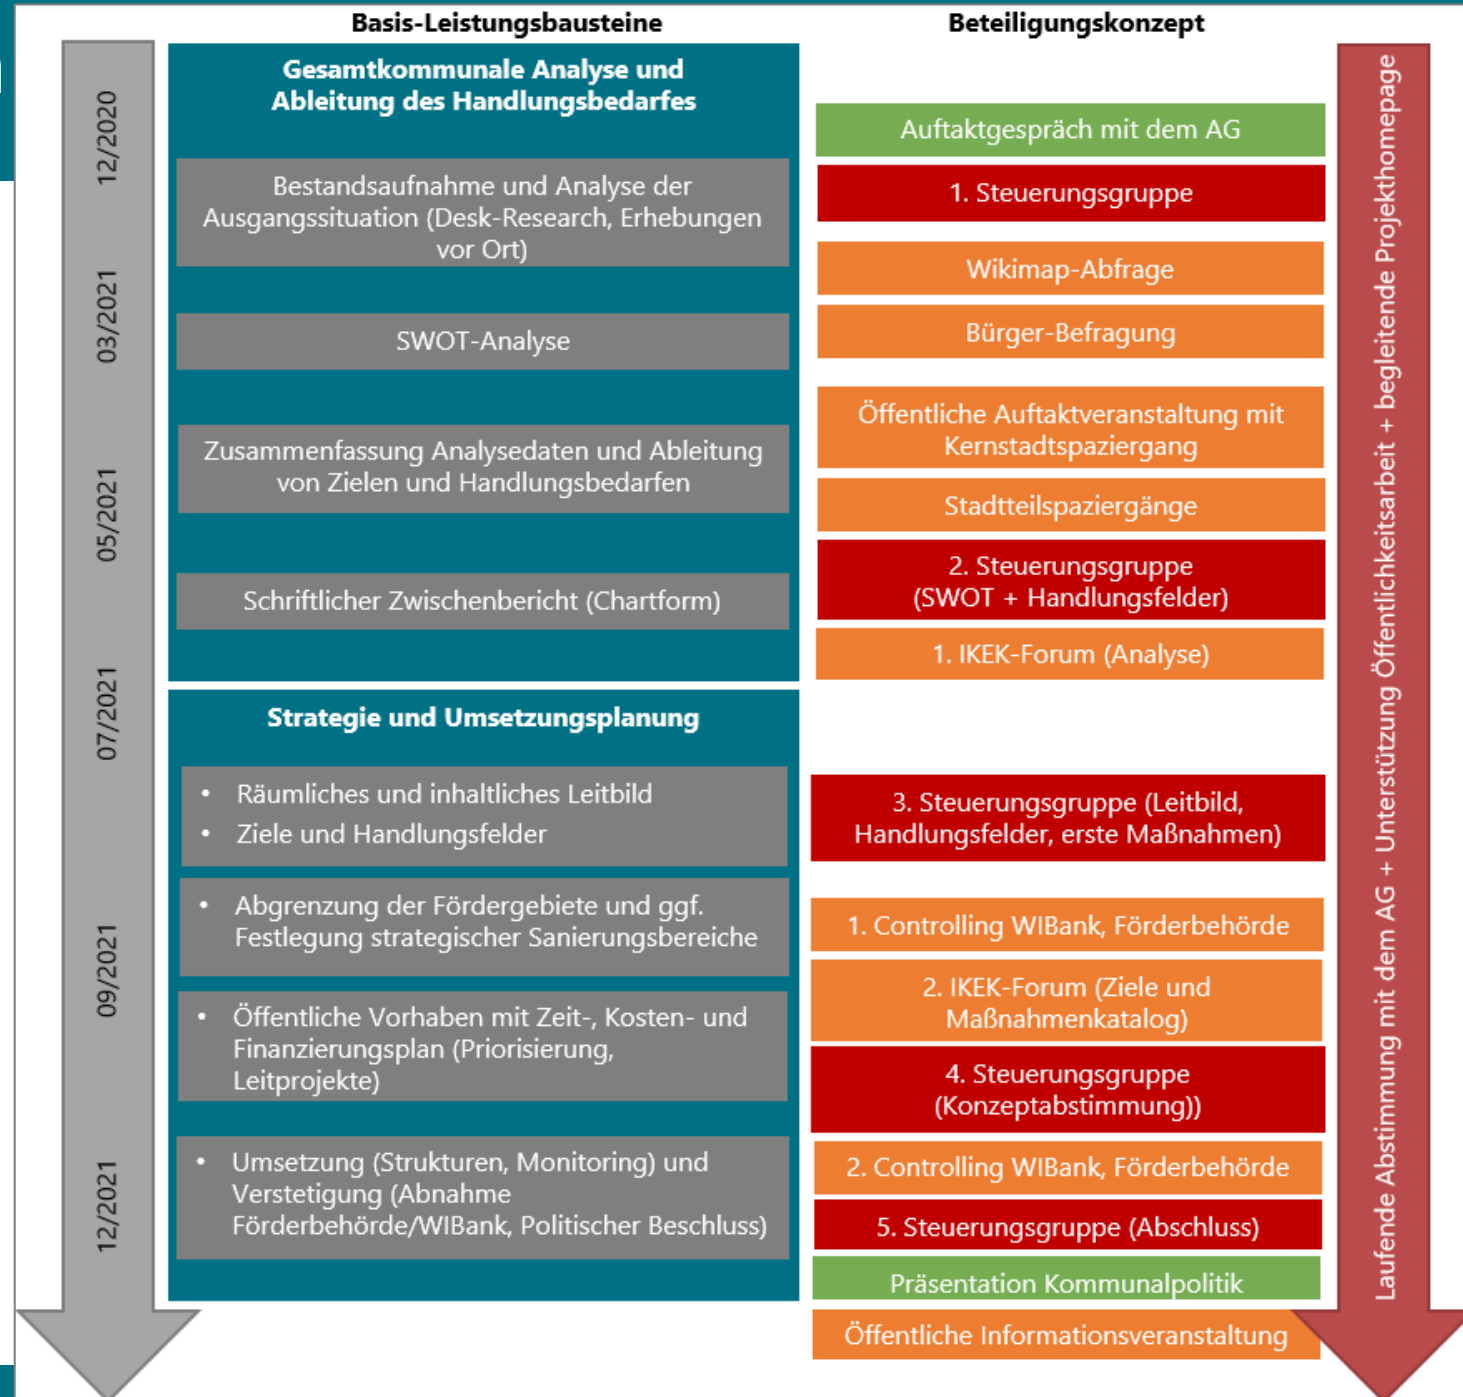 Basis-Leistungsbausteine
Beteiligungskonzept
12/2020
03/2021
05/2021
07/2021
09/2021
12/2021
Gesamtkommunale Analyse und
Ableitung des Handlungsbedarfes
Bestandsaufnahme und Analyse der
Ausgangssituation (Desk-Research, Erhebungen
vor Ort)
SWOT-Analyse
Zusammenfassung Analysedaten und Ableitung
von Zielen und Handlungsbedarfen
Schriftlicher Zwischenbericht (Chartform)
Strategie und Umsetzungsplanung
• Räumliches und inhaltliches Leitbild
• Ziele und Handlungsfelder
• Abgrenzung der Fördergebiete und ggf.
Festlegung strategischer Sanierungsbereiche
• Öffentliche Vorhaben mit Zeit-, Kosten- und
Finanzierungsplan (Priorisierung,
Leitprojekte)
• Umsetzung (Strukturen, Monitoring) und
Verstetigung (Abnahme
Förderbehörde/WIBank, Politischer Beschluss)
Auftaktgespräch mit dem AG
1. Steuerungsgruppe
Wikimap-Abfrage
Bürger-Befragung
Öffentliche Auftaktveranstaltung mit
Kernstadtspaziergang
Stadtteilspaziergänge
2. Steuerungsgruppe
(SWOT + Handlungsfelder)
1. IKEK-Forum (Analyse)
3. Steuerungsgruppe (Leitbild,
Handlungsfelder, erste Maßnahmen)
1. Controlling WIBank, Förderbehörde
2. IKEK-Forum (Ziele und
Maßnahmenkatalog)
4. Steuerungsgruppe
(Konzeptabstimmung))
2. Controlling WIBank, Förderbehörde
5. Steuerungsgruppe (Abschluss)
Präsentation Kommunalpolitik
Öffentliche Informationsveranstaltung
Laufende Abstimmung mit dem AG + Unterstützung Öffentlichkeitsarbeit + begleitende Projekthomepage